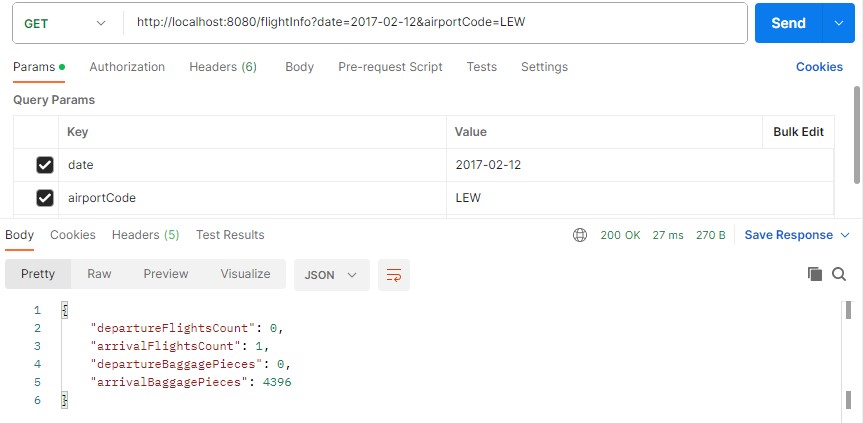 GET http://localhost:8080/flightInfo?date=2017-02-12&airportCode=LEW Send
Params Authorization Headers (6) Body Pre-request Script Tests Settings Cookies
Query Params
Key Value Bulk Edit
date 2017-02-12
airportCode LEW
Body Cookies Headers (5) Test Results 200 OK 27 ms 270 B Save Response
Pretty Raw Preview Visualize JSON
1 {
2 "departureFlightsCount": 0,
3 "arrivalFlightsCount": 1,
4 "departureBaggagePieces": 0,
5 "arrivalBaggagePieces": 4396
6 }